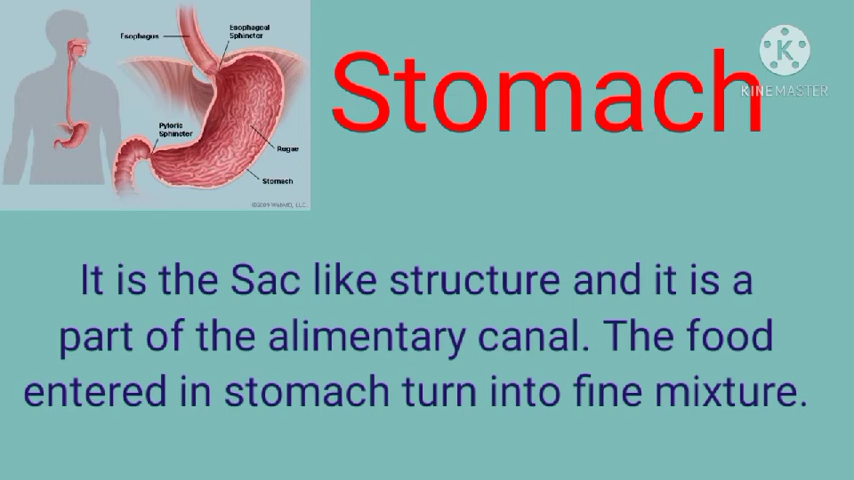 Esophagus
Esophageal
Sphincter
Pyloris
Sphincter
Rugae
Stomach
Stomach
KINEMASTER
It is the Sac like structure and it is a
part of the alimentary canal. The food
entered in stomach turn into fine mixture.